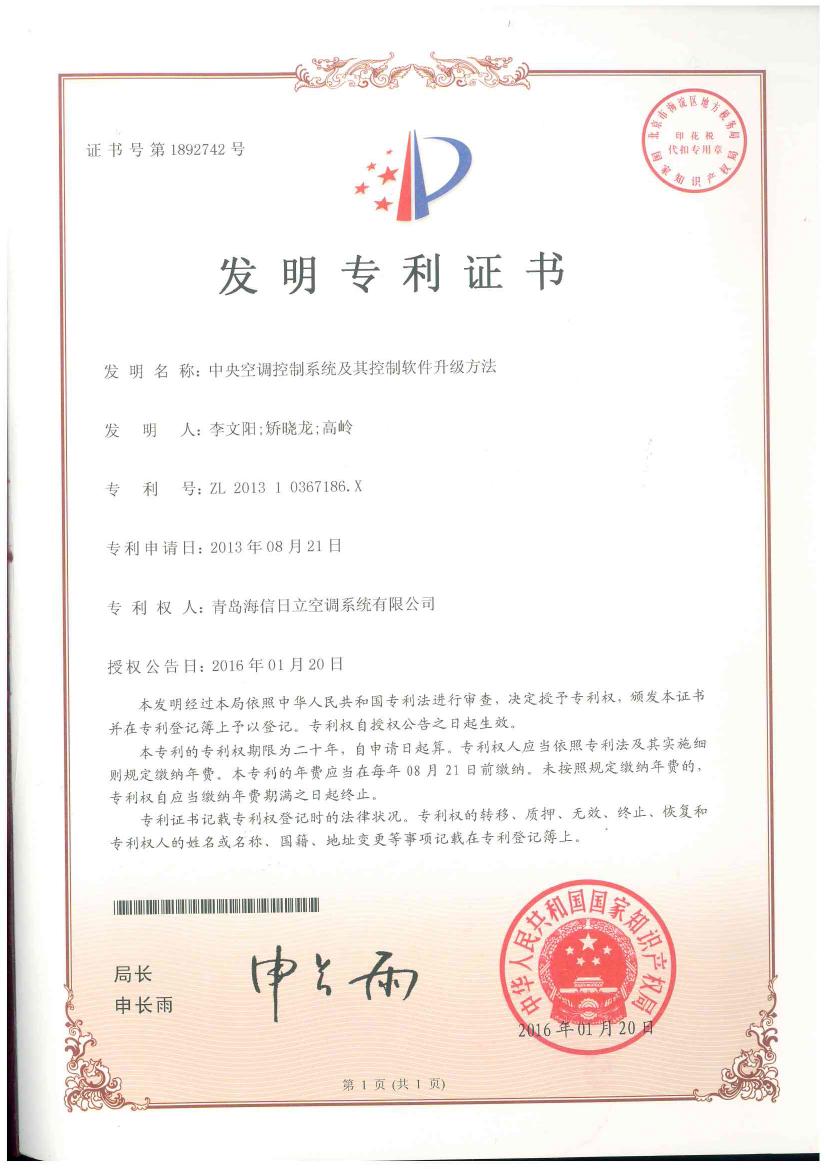 证书号第1892742号
北京市海淀区地方税务局
印花税
代扣专用章
国家知识产权局
发明专利证书
发明名称：中央空调控制系统及其控制软件升级方法
发明人：李文阳;矫晓龙;高岭
专利号：ZL 2013 1 0367186.X
专利申请日：2013年08月21日
专利权人：青岛海信日立空调系统有限公司
授权公告日：2016年01月20日
本发明经过本局依照中华人民共和国专利法进行审查，决定授予专利权，颁发本证书
并在专利登记簿上予以登记。专利权自授权公告之日起生效。
本专利的专利权期限为二十年，自申请日起算。专利权人应当依照专利法及其实施细
则规定缴纳年费。本专利的年费应当在每年08月21日前缴纳。未按照规定缴纳年费的，
专利权自应当缴纳年费期满之日起终止。
专利证书记载专利权登记时的法律状况。专利权的转移、质押、无效、终止、恢复和
专利权人的姓名或名称、国籍、地址变更等事项记载在专利登记簿上。
局长
申长雨
申长雨
中华人民共和国国家知识产权局
2016年01月20日
第1页(共1页)